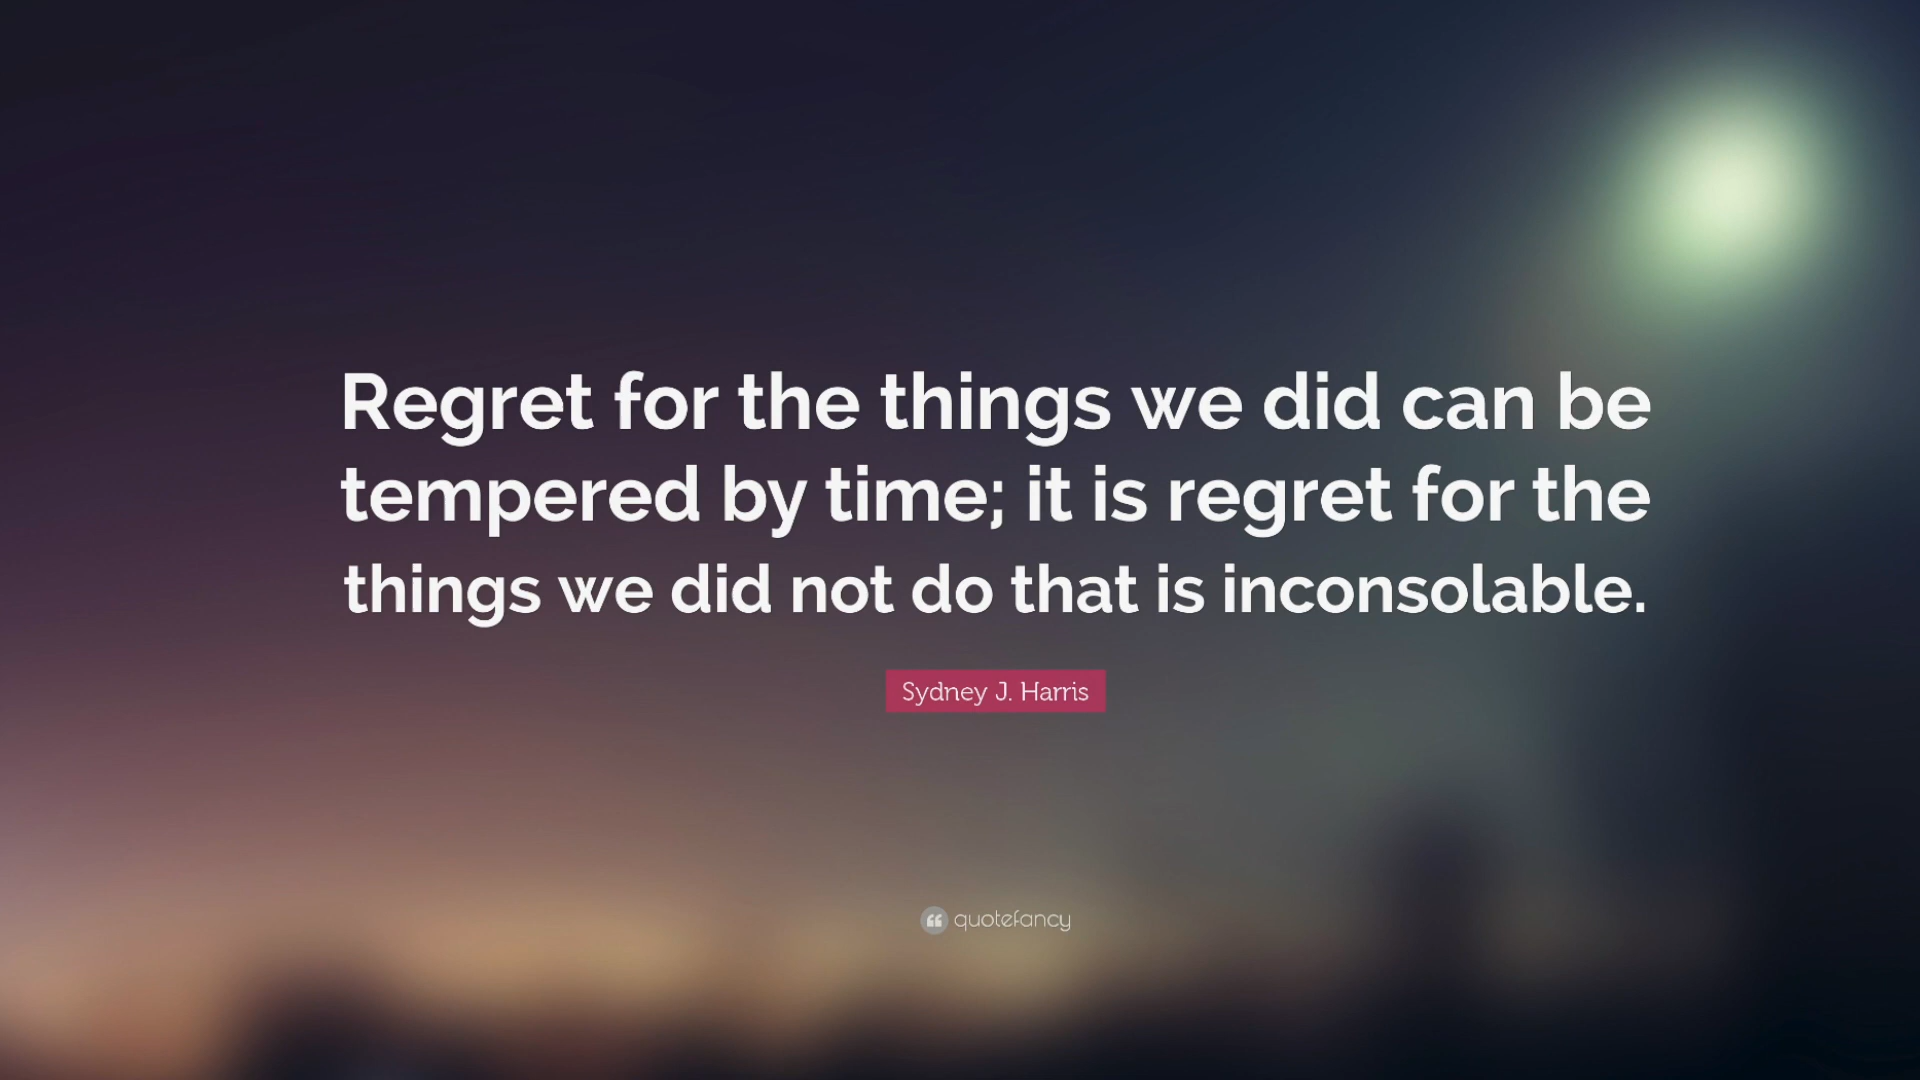 Regret for the things we did can be
tempered by time; it is regret for the
things we did not do that is inconsolable.
Sydney J. Harris
quotefancy